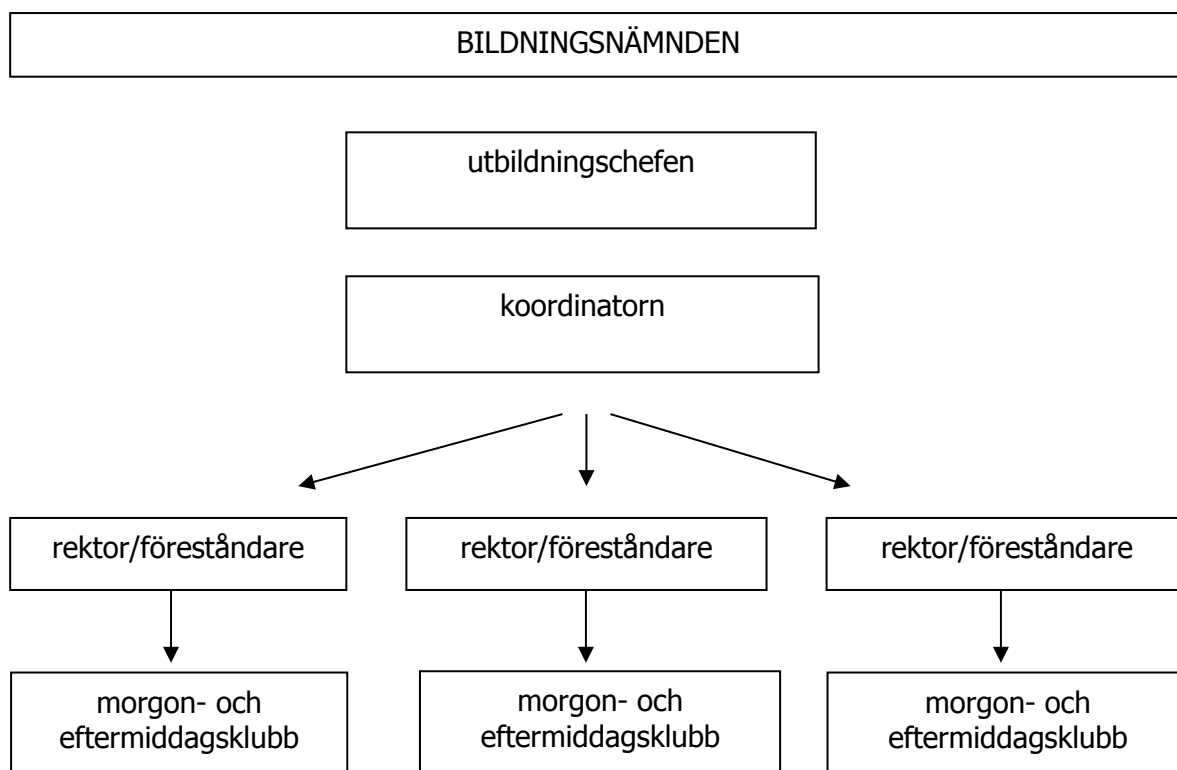 BILDNINGSNÄMNDEN
utbildningschefen
koordinatorn
rektor/föreståndare
rektor/föreståndare
rektor/föreståndare
morgon- och
eftermiddagsklubb
morgon- och
eftermiddagsklubb
morgon- och
eftermiddagsklubb